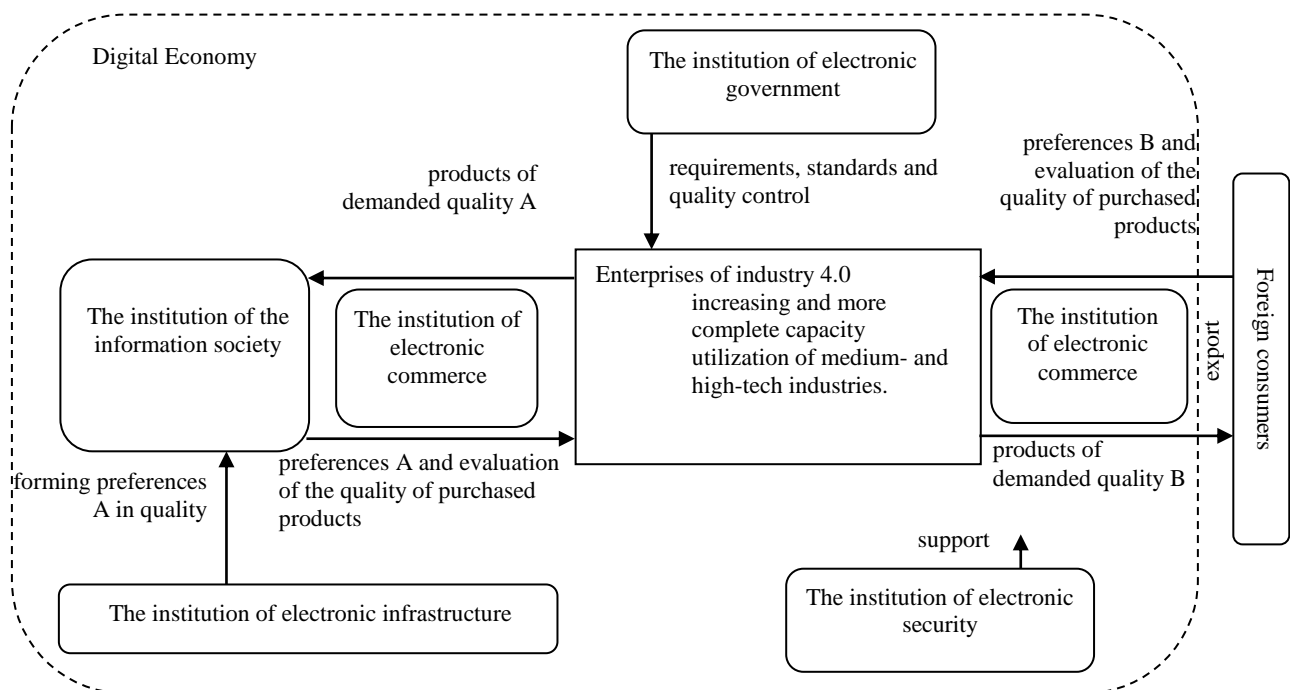 Digital Economy
The institution of electronic
government
requirements, standards and
quality control
preferences B and
evaluation of the
quality of purchased
products
products of
demanded quality A
Enterprises of industry 4.0
increasing and more
complete capacity
utilization of medium- and
high-tech industries.
The institution of the
information society
The institution of
electronic
commerce
The institution
of electronic
commerce
export
Foreign consumers
preferences A and evaluation
of the quality of purchased
products
products of
demanded quality B
forming preferences
A in quality
support
The institution of electronic infrastructure
The institution of electronic
security